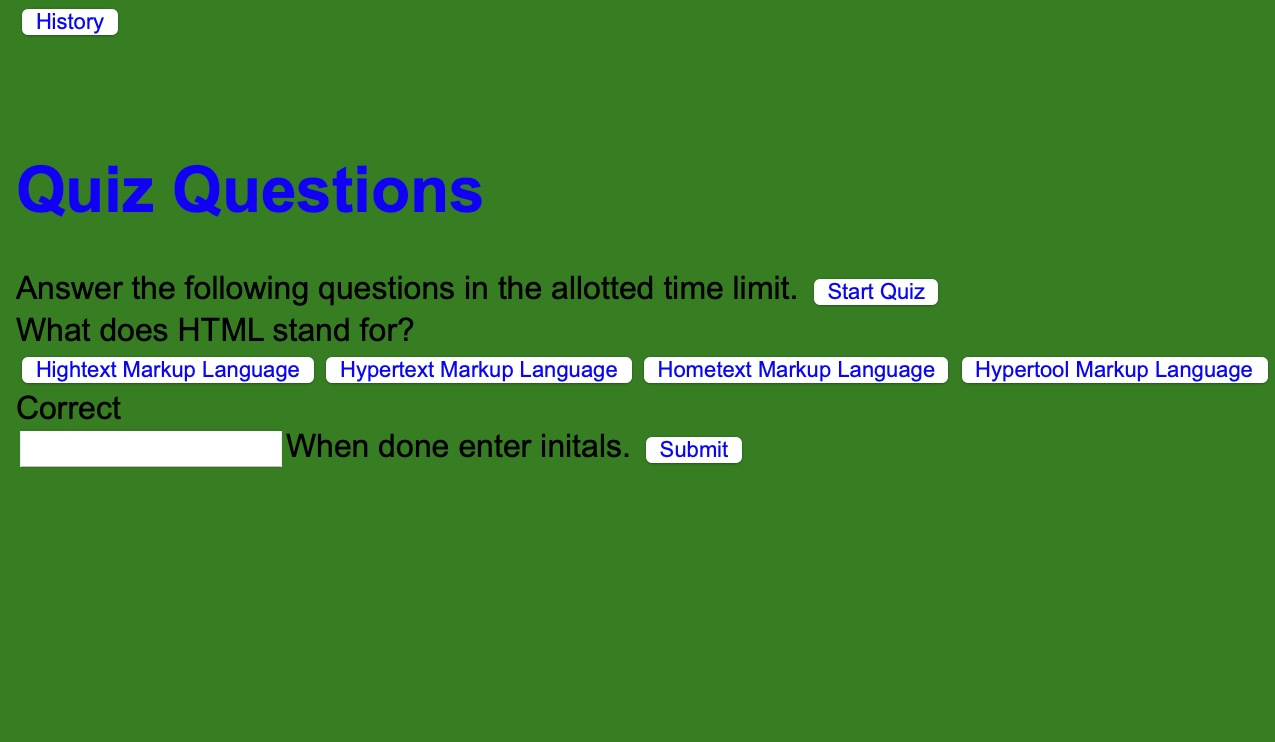 History
Quiz Questions
Answer the following questions in the allotted time limit. Start Quiz
What does HTML stand for?
Hightext Markup Language Hypertext Markup Language Hometext Markup Language Hypertool Markup Language
Correct
When done enter initals. Submit